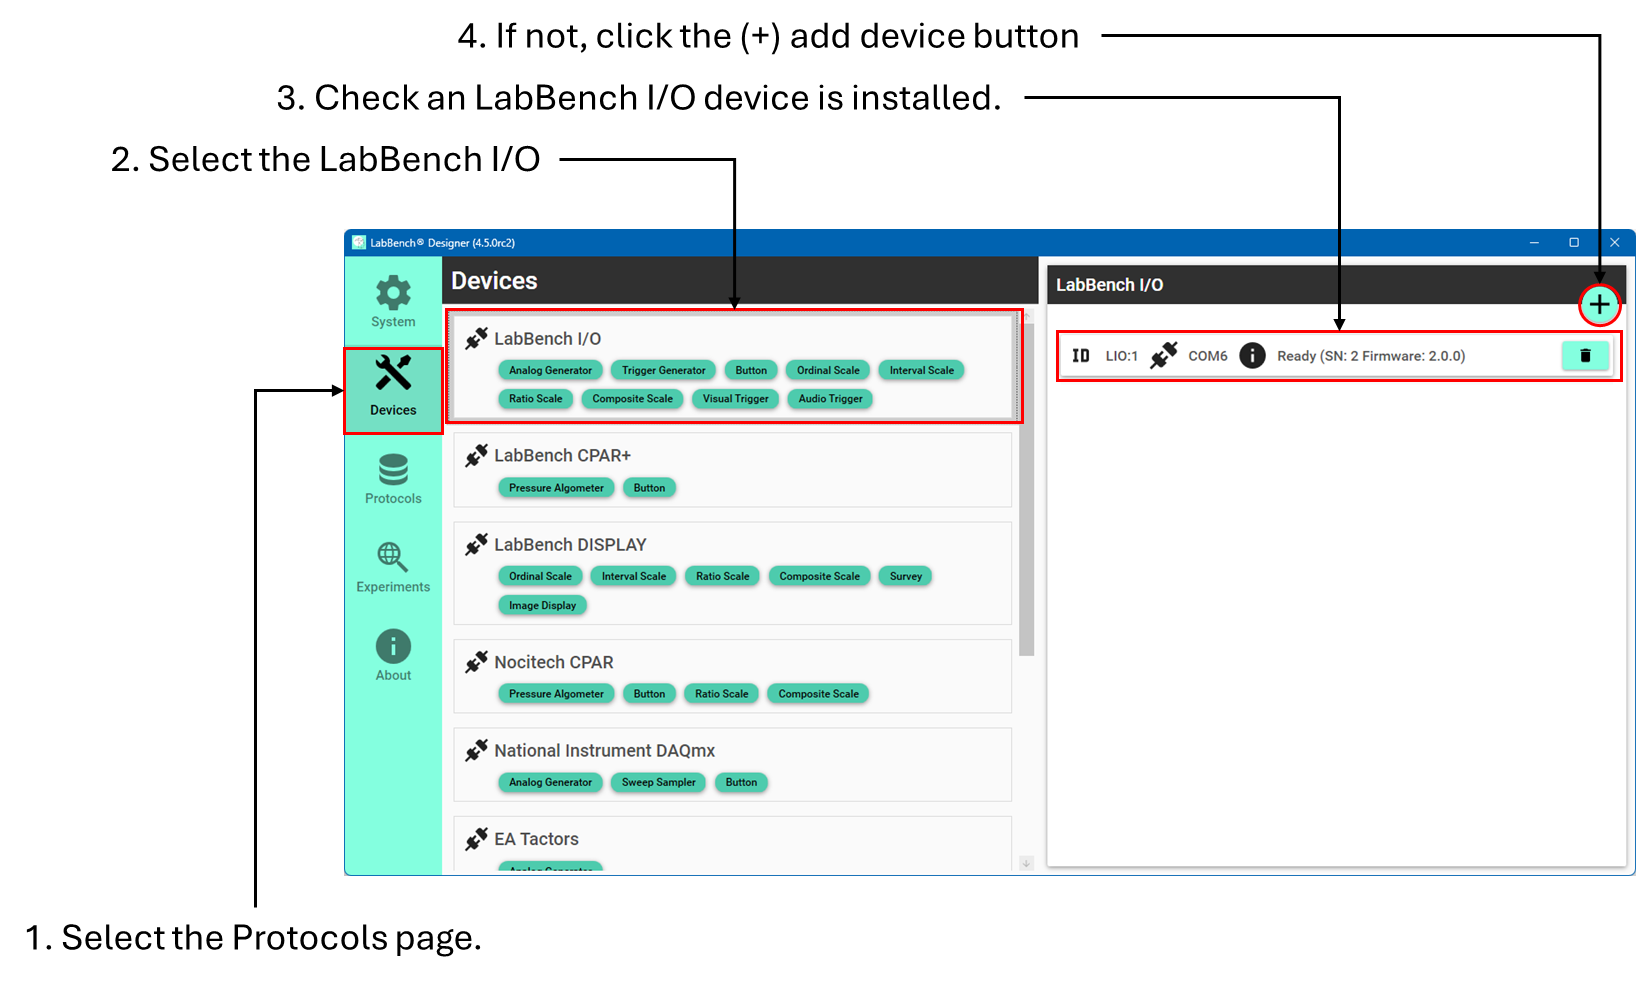 4. If not, click the (+) add device button
3. Check an LabBench I/O device is installed.
2. Select the LabBench I/O
LabBench® Designer (4.5.0rc2)
System
Devices
Protocols
Experiments
About
Devices
LabBench I/O
Analog Generator Trigger Generator Button Ordinal Scale Interval Scale
Ratio Scale Composite Scale Visual Trigger Audio Trigger
LabBench CPAR+
Pressure Algometer Button
LabBench DISPLAY
Ordinal Scale Interval Scale Ratio Scale Composite Scale Survey
Image Display
Nocitech CPAR
Pressure Algometer Button Ratio Scale Composite Scale
National Instrument DAQmx
Analog Generator Sweep Sampler Button
EA Tactors
Analog Generator
LabBench I/O
ID LIO:1 COM6 Ready (SN: 2 Firmware: 2.0.0)
1. Select the Protocols page.